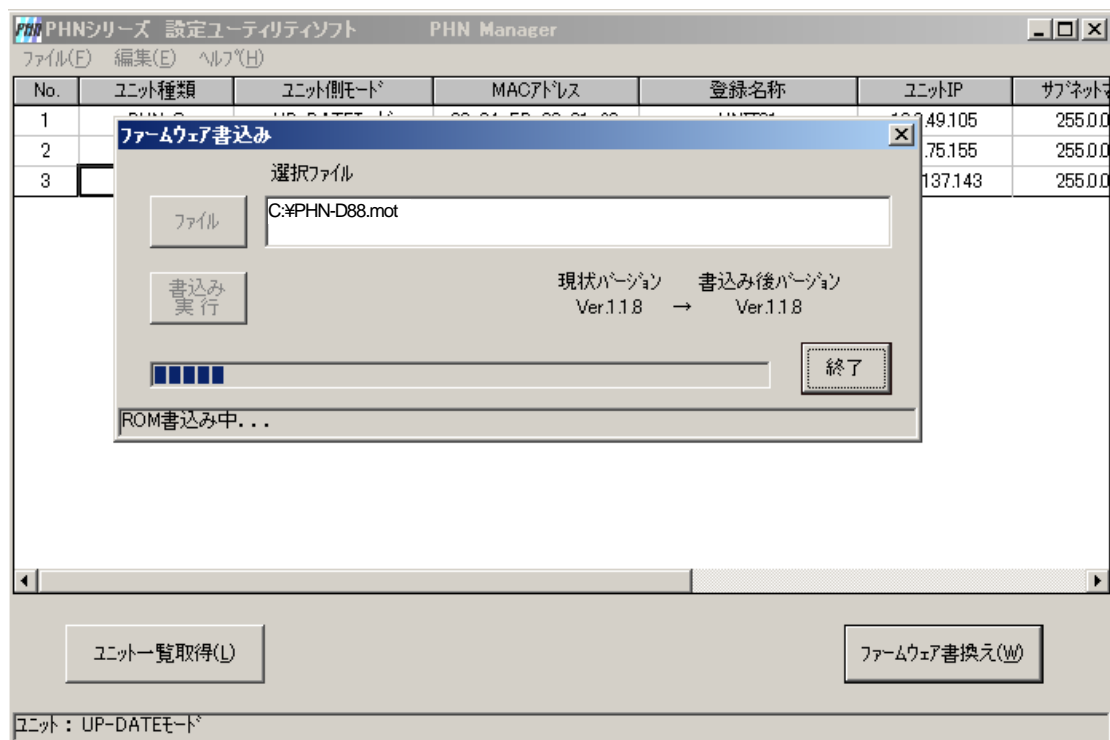 PHN PHNシリーズ 設定ユーティリティソフト PHN Manager
ファイル(F) 編集(E) ヘルプ(H)
No. ユニット種類 ユニット側モード MACアドレス 登録名称 ユニットIP サブネットマ
1 49.105 255.0.0
2 .75.155 255.0.0
3 137.143 255.0.0
ファームウェア書込み
選択ファイル
ファイル
C:¥PHN-D88.mot
書込み
実行
現状バージョン 書込み後バージョン
Ver.1.1.8 → Ver.1.1.8
終了
ROM書込み中...
ユニット一覧取得(L) ファームウェア書換え(W)
ユニット : UP-DATEモード